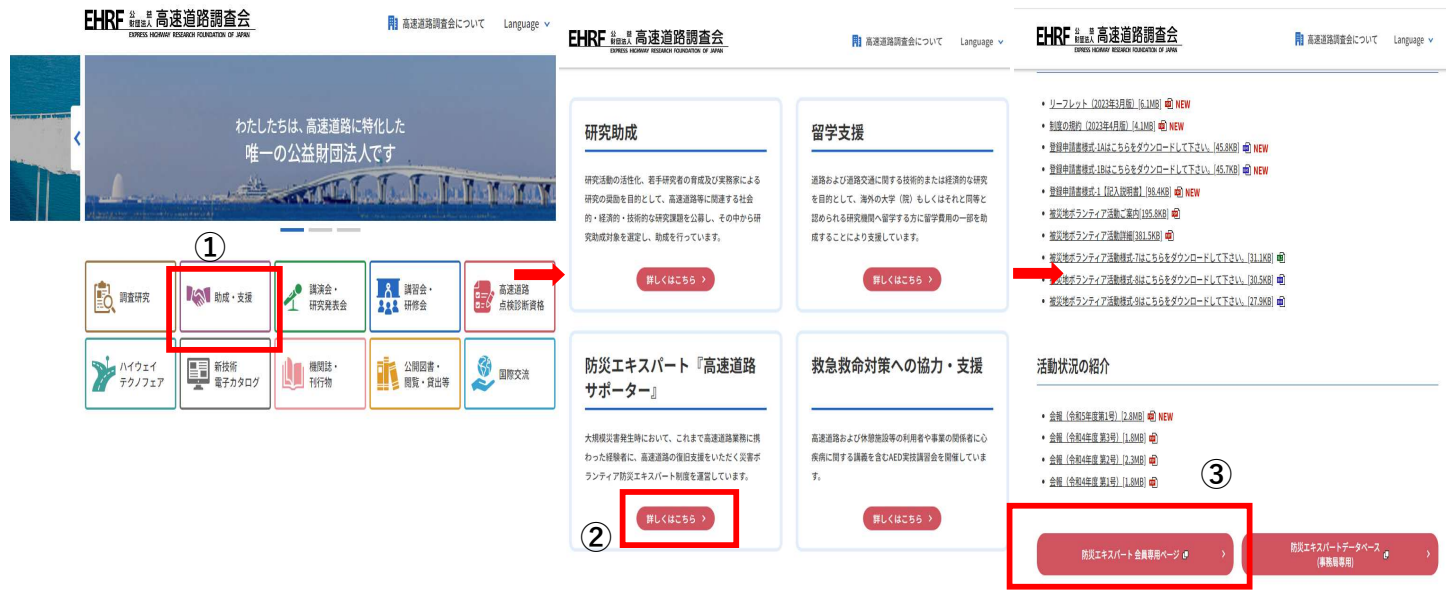 EHRF 公益財団法人 高速道路調査会
EXPRESS HIGHWAY RESEARCH FOUNDATION OF JAPAN
高速道路調査会について Language
わたしたちは、高速道路に特化した
唯一の公益財団法人です
①
調査研究
助成・支援
講演会・
研究発表会
講習会・
研修会
高速道路
点検診断資格
ハイウェイ
テクノフェア
新技術
電子カタログ
機関誌・
刊行物
公開図書・
閲覧・貸出等
国際交流
EHRF 公益財団法人 高速道路調査会
EXPRESS HIGHWAY RESEARCH FOUNDATION OF JAPAN
高速道路調査会について Language
研究助成
研究活動の活性化、若手研究者の育成及び実務家による
研究の奨励を目的として、高速道路等に関連する社会
的・経済的・技術的な研究課題を公募し、その中から研
究助成対象を選定し、助成を行っています。
詳しくはこちら
留学支援
道路および道路交通に関する技術的または経済的な研究
を目的として、海外の大学（院）もしくはそれと同等と
認められる研究機関へ留学する方に留学費用の一部を助
成することにより支援しています。
詳しくはこちら
防災エキスパート『高速道路
サポーター』
大規模災害発生時において、これまで高速道路業務に携
わった経験者に、高速道路の復旧支援をいただく災害ボ
ランティア防災エキスパート制度を運営しています。
詳しくはこちら
②
救急救命対策への協力・支援
高速道路および休憩施設等の利用者や事業の関係者に心
疾病に関する講義を含むAED実技講習会を開催していま
す。
詳しくはこちら
EHRF 公益財団法人 高速道路調査会
EXPRESS HIGHWAY RESEARCH FOUNDATION OF JAPAN
高速道路調査会について Language
• リーフレット（2023年3月版）[6.1MB] NEW
• 制度の規約（2023年4月版）[4.1MB] NEW
• 登録申請書様式-1Aはこちらをダウンロードして下さい。[45.8KB] NEW
• 登録申請書様式-1Bはこちらをダウンロードして下さい。[45.7KB] NEW
• 登録申請書様式-1【記入説明書】[98.4KB] NEW
• 被災地ボランティア活動ご案内[195.8KB]
• 被災地ボランティア活動詳細[381.5KB]
• 被災地ボランティア活動様式-7はこちらをダウンロードして下さい。[31.1KB]
• 被災地ボランティア活動様式-8はこちらをダウンロードして下さい。[30.5KB]
• 被災地ボランティア活動様式-9はこちらをダウンロードして下さい。[27.9KB]
活動状況の紹介
• 会報（令和5年度第1号）[2.8MB] NEW
• 会報（令和4年度 第3号）[1.8MB]
• 会報（令和4年度 第2号）[2.3MB]
• 会報（令和4年度 第1号）[1.8MB]
③
防災エキスパート 会員専用ページ
防災エキスパートデータベース
(事務局専用)